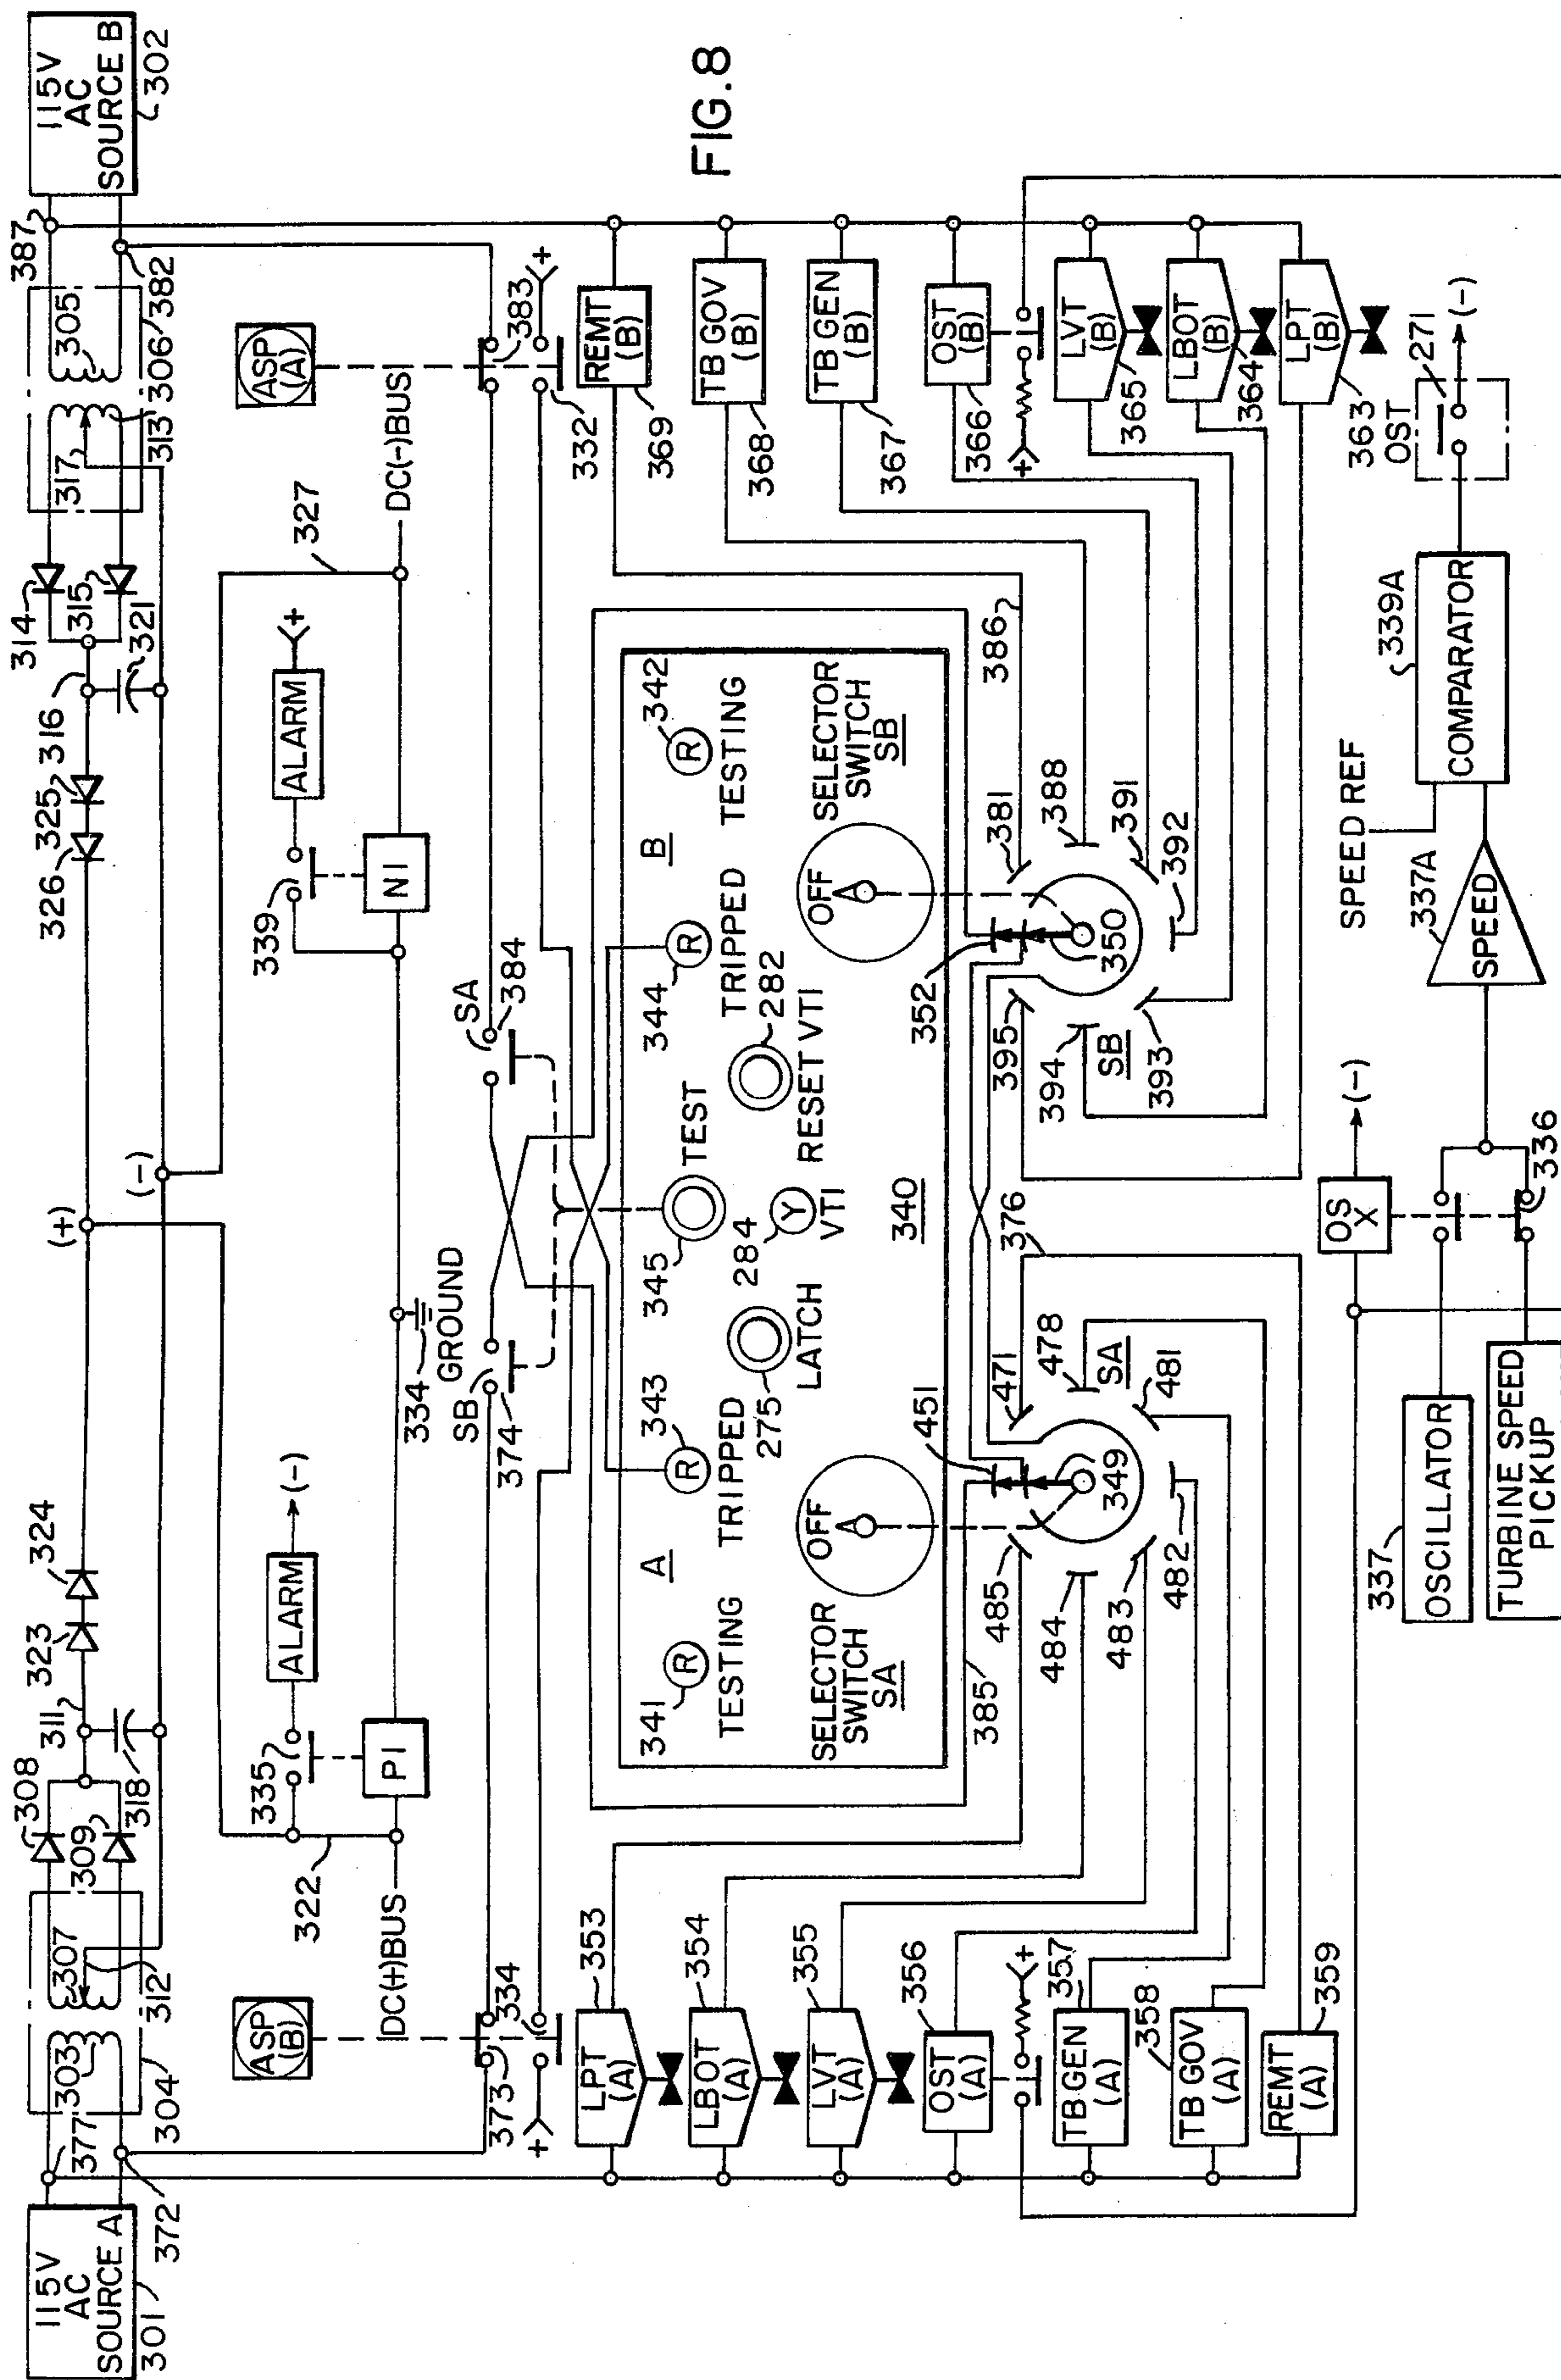 115V
AC
SOURCE A
301
377
372
303
304
307
312
308
309
318
311
323
324
(+)
(-)
326
325
316
314
315
321
317
313
305
306
382
387
115V
AC
SOURCE B
302
ASP
(B)
DC(+)BUS
322
335
ALARM
(-)
P1
334
GROUND
339
ALARM
+
N1
327
DC(-)BUS
ASP
(A)
373
334
+
SB
374
SA
384
383
+
332
FIG.8
LPT
(A)
353
LBOT
(A)
354
LVT
(A)
355
OST
(A)
356
+
TB GEN
(A)
357
TB GOV
(A)
358
REMT
(A)
359
341
R
TESTING
A
343
R
TRIPPED
345
TEST
344
R
TRIPPED
B
342
R
TESTING
275
LATCH
284
Y
VTI
282
RESET VTI
SELECTOR
SWITCH
SA
OFF
340
OFF
SELECTOR
SWITCH
SB
385
485
451
471
484
349
478
SA
483
482
481
376
352
381
395
350
388
394
SB
393
392
391
386
REMT
(B)
369
TB GOV
(B)
368
TB GEN
(B)
367
OST
(B)
366
+
LVT
(B)
365
LBOT
(B)
364
LPT
(B)
363
337
OSCILLATOR
TURBINE SPEED
PICKUP
OS
X
(-)
336
337A
SPEED
SPEED REF
339A
COMPARATOR
OST
271
(-)